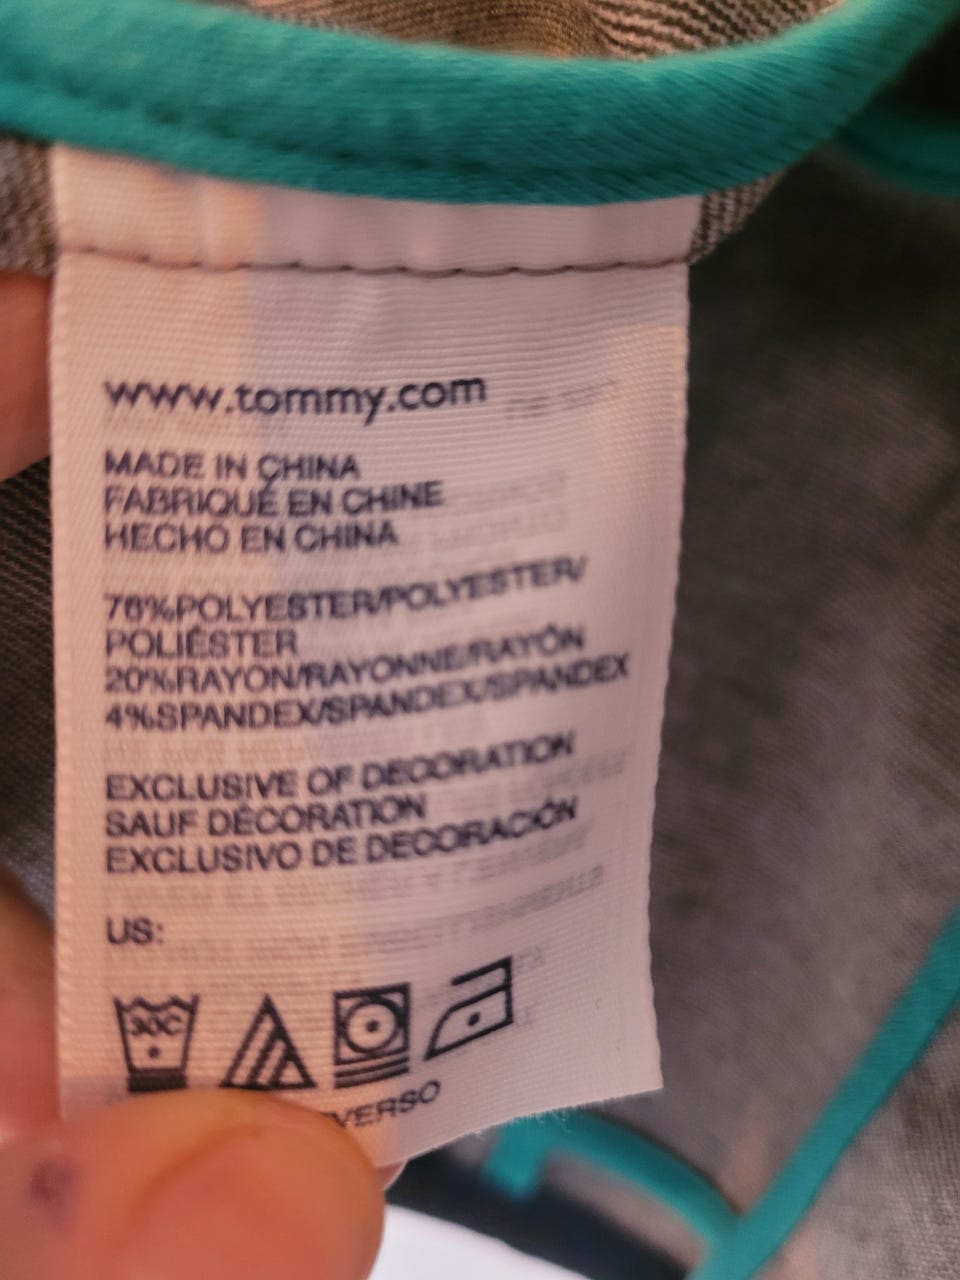 www.tommy.com
MADE IN CHINA
FABRIQUÉ EN CHINE
HECHO EN CHINA
76%POLYESTER/POLYESTER/
POLIÉSTER
20%RAYON/RAYONNE/RAYÓN
4%SPANDEX/SPANDEX/SPANDEX
EXCLUSIVE OF DECORATION
SAUF DÉCORATION
EXCLUSIVO DE DECORACIÓN
US:
30C
VERSO